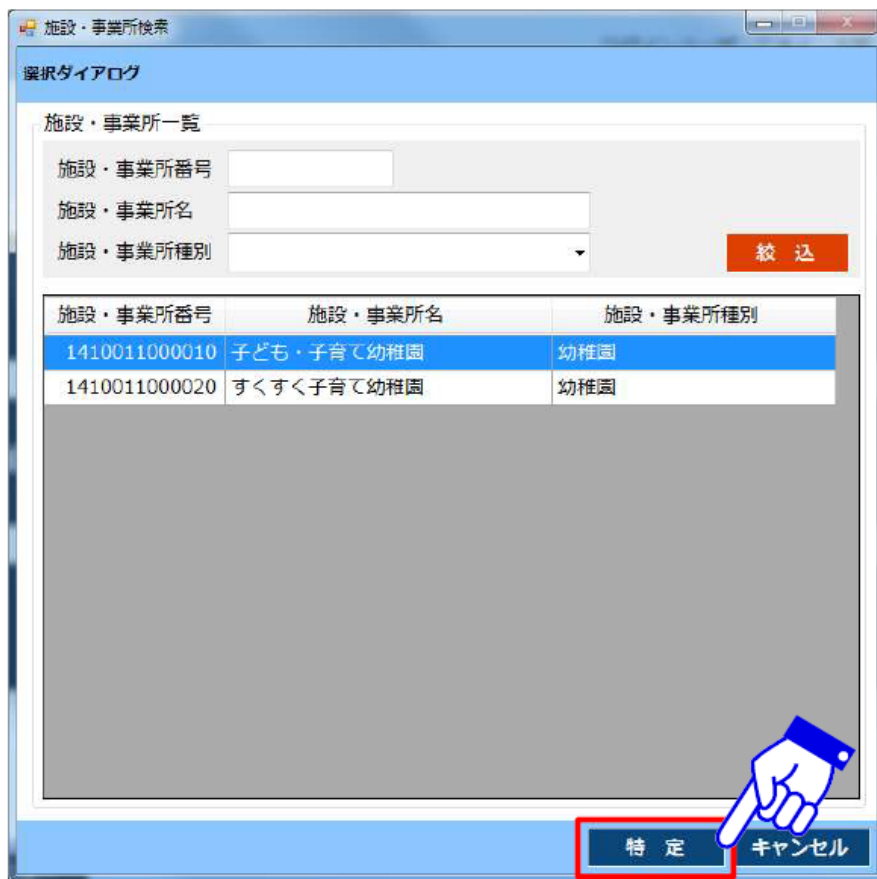 施設・事業所検索
選択ダイアログ
施設・事業所一覧
施設・事業所番号
施設・事業所名
施設・事業所種別
絞 込
施設・事業所番号 施設・事業所名 施設・事業所種別
1410011000010 子ども・子育て幼稚園 幼稚園
1410011000020 すくすく子育て幼稚園 幼稚園
特 定 キャンセル